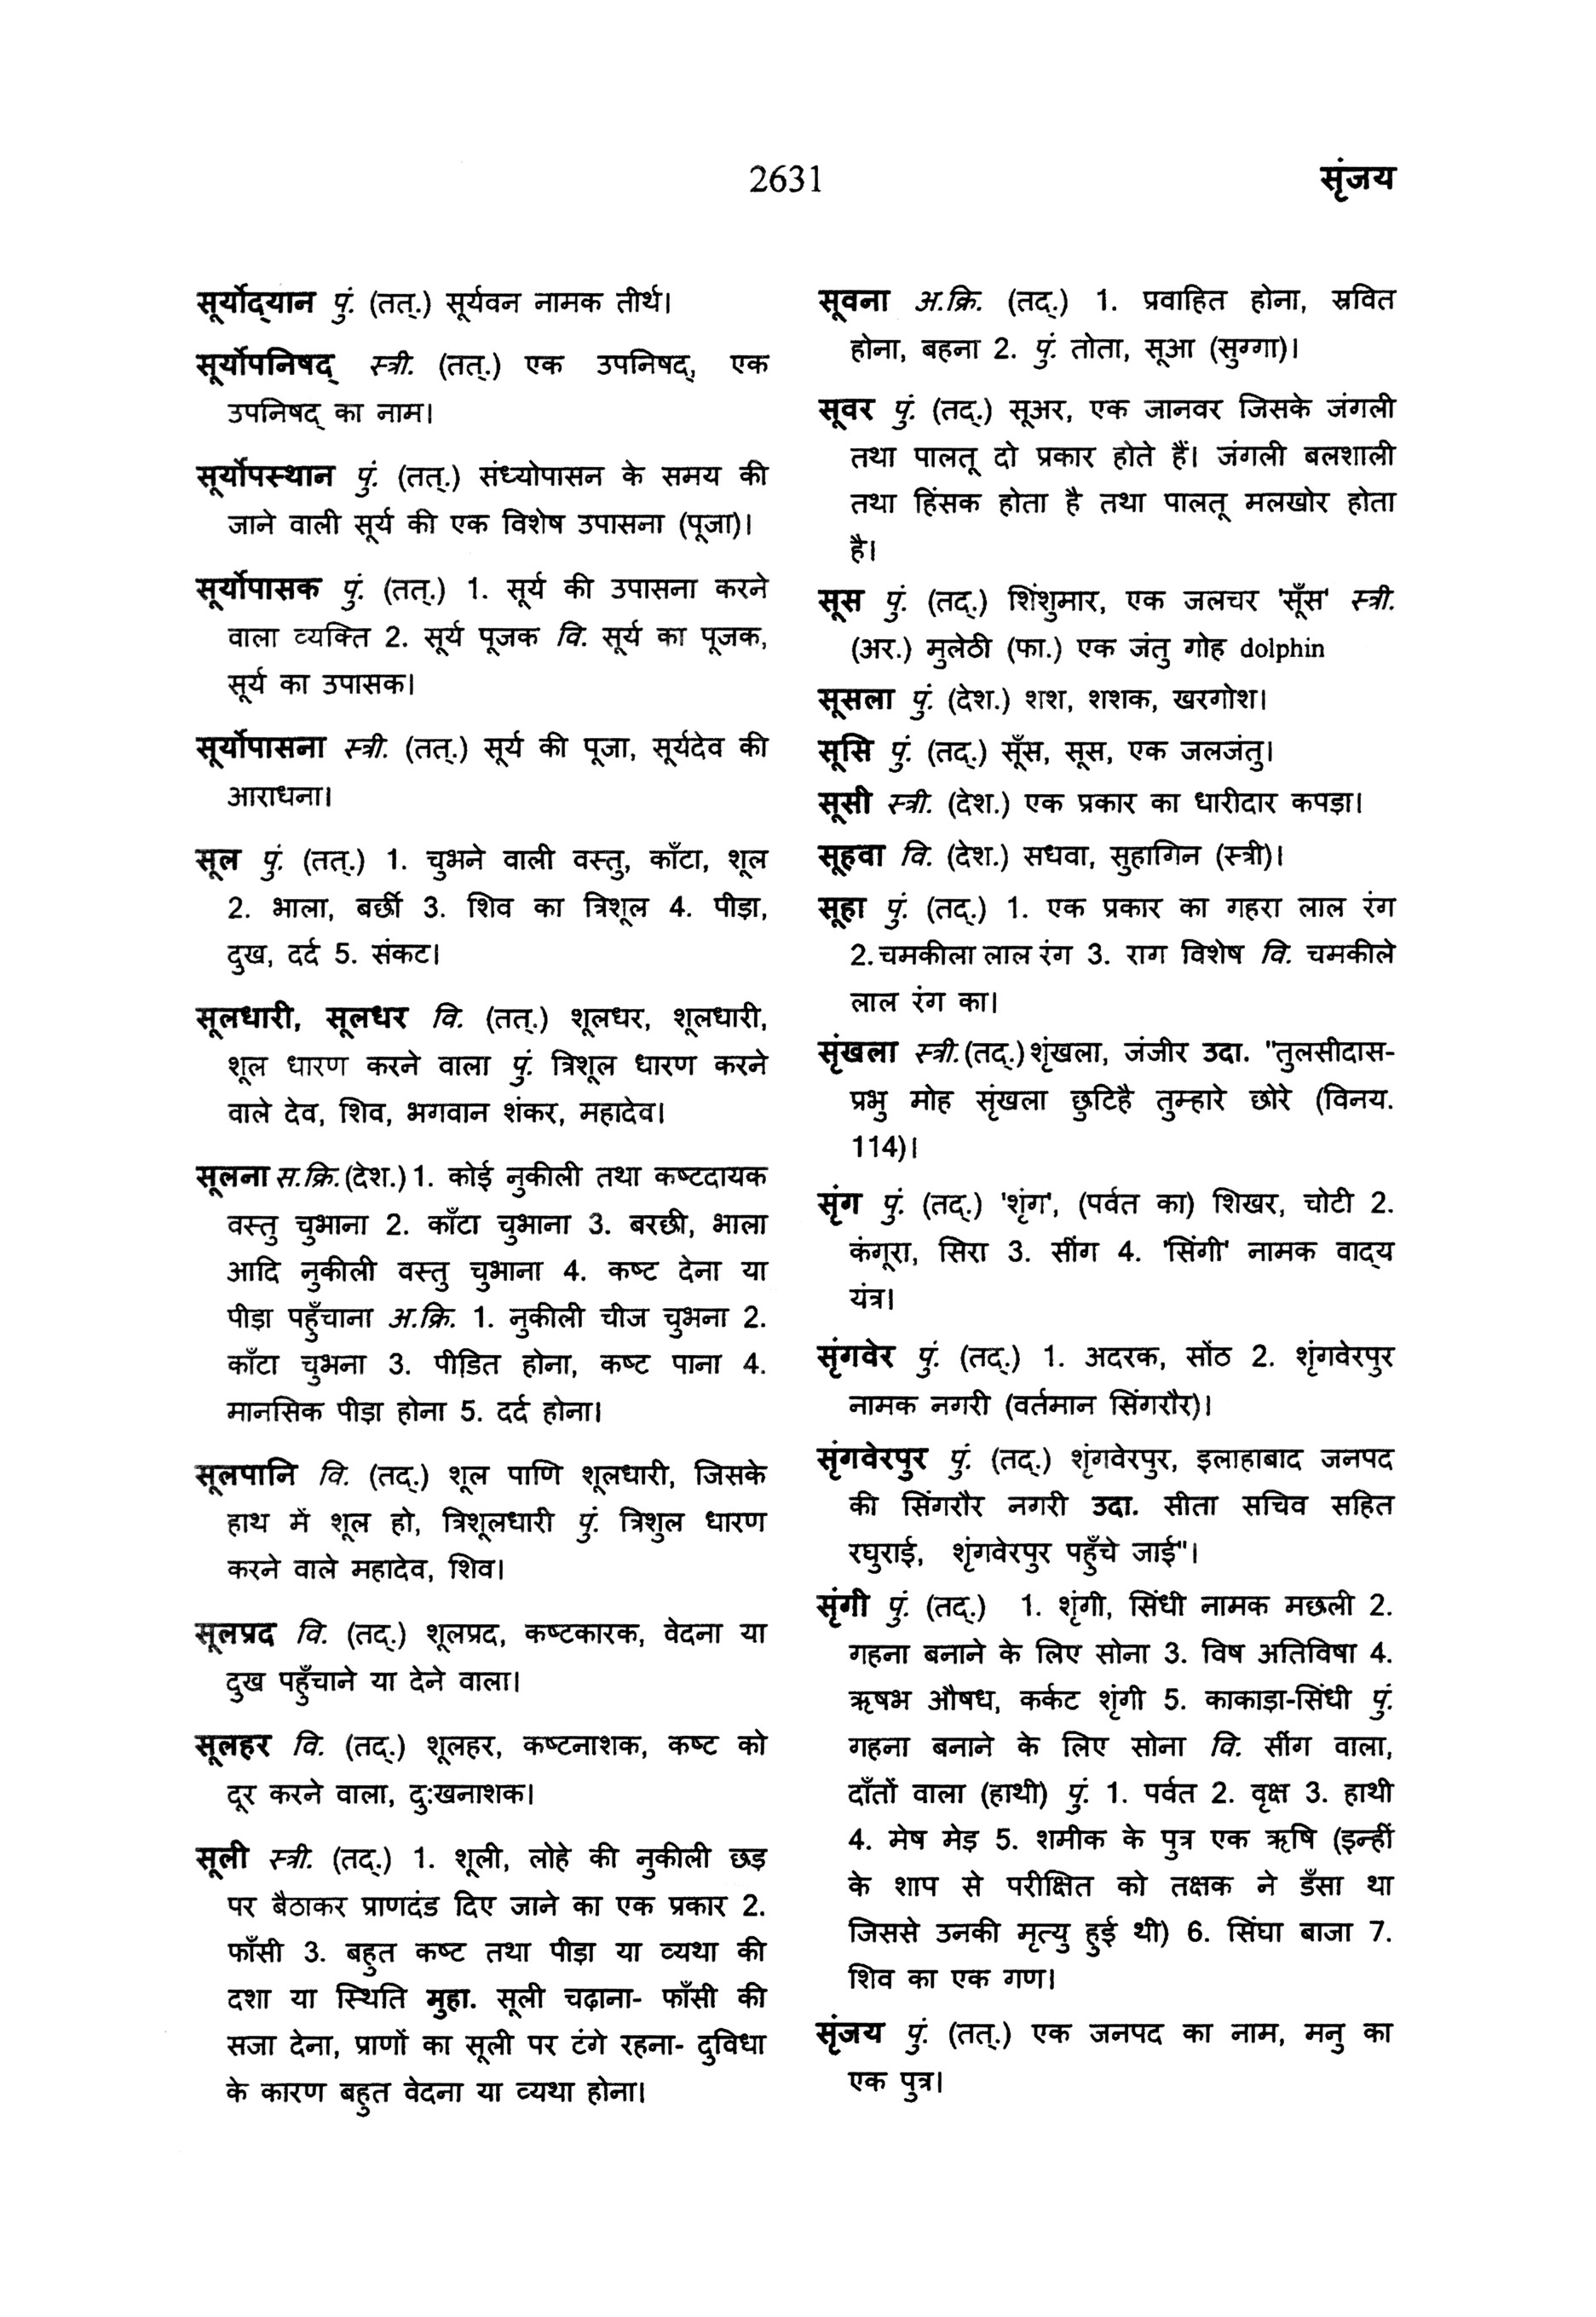 2631
सृंजय
सूर्योद्‌यान पुं. (तत्.) सूर्यवन नामक तीर्थ।
सूर्योपनिषद् स्त्री. (तत्.) एक उपनिषद्, एक
उपनिषद् का नाम।
सूर्योपस्थान पुं. (तत्.) संध्योपासन के समय की
जाने वाली सूर्य की एक विशेष उपासना (पूजा)।
सूर्योपासक पुं. (तत्.) 1. सूर्य की उपासना करने
वाला व्यक्ति 2. सूर्य पूजक वि. सूर्य का पूजक,
सूर्य का उपासक।
सूर्योपासना स्त्री. (तत्.) सूर्य की पूजा, सूर्यदेव की
आराधना।
सूल पुं. (तत्.) 1. चुभने वाली वस्तु, काँटा, शूल
2. भाला, बर्छी 3. शिव का त्रिशूल 4. पीड़ा,
दुख, दर्द 5. संकट।
सूलधारी, सूलधर वि. (तत्.) शूलधर, शूलधारी,
शूल धारण करने वाला पुं. त्रिशूल धारण करने
वाले देव, शिव, भगवान शंकर, महादेव।
सूलना स.क्रि. (देश.) 1. कोई नुकीली तथा कष्टदायक
वस्तु चुभाना 2. काँटा चुभाना 3. बरछी, भाला
आदि नुकीली वस्तु चुभाना 4. कष्ट देना या
पीड़ा पहुँचाना अ.क्रि. 1. नुकीली चीज चुभना 2.
काँटा चुभना 3. पीडि़त होना, कष्ट पाना 4.
मानसिक पीड़ा होना 5. दर्द होना।
सूलपानि वि. (तद्.) शूल पाणि शूलधारी, जिसके
हाथ में शूल हो, त्रिशूलधारी पुं. त्रिशुल धारण
करने वाले महादेव, शिव।
सूलप्रद वि. (तद्.) शूलप्रद, कष्टकारक, वेदना या
दुख पहुँचाने या देने वाला।
सूलहर वि. (तद्.) शूलहर, कष्टनाशक, कष्ट को
दूर करने वाला, दु:खनाशक।
सूली स्त्री. (तद्.) 1. शूली, लोहे की नुकीली छड़
पर बैठाकर प्राणदंड दिए जाने का एक प्रकार 2.
फाँसी 3. बहुत कष्ट तथा पीड़ा या व्यथा की
दशा या स्थिति मुहा. सूली चढ़ाना- फाँसी की
सजा देना, प्राणों का सूली पर टंगे रहना- दुविधा
के कारण बहुत वेदना या व्यथा होना।
सूवना अ.क्रि. (तद्.) 1. प्रवाहित होना, स्रवित
होना, बहना 2. पुं. तोता, सूआ (सुग्गा)।
सूवर पुं. (तद्.) सूअर, एक जानवर जिसके जंगली
तथा पालतू दो प्रकार होते हैं। जंगली बलशाली
तथा हिंसक होता है तथा पालतू मलखोर होता
है।
सूस पुं. (तद्.) शिंशुमार, एक जलचर 'सूँस' स्त्री.
(अर.) मुलेठी (फा.) एक जंतु गोह dolphin
सूसला पुं. (देश.) शश, शशक, खरगोश।
सूसि पुं. (तद्.) सूँस, सूस, एक जलजंतु।
सूसी स्त्री. (देश.) एक प्रकार का धारीदार कपड़ा।
सूहवा वि. (देश.) सधवा, सुहागिन (स्त्री)।
सूहा पुं. (तद्.) 1. एक प्रकार का गहरा लाल रंग
2. चमकीला लाल रंग 3. राग विशेष वि. चमकीले
लाल रंग का।
सृंखला स्त्री. (तद्.) शृंखला, जंजीर उदा. "तुलसीदास-
प्रभु मोह सृंखला छुटिहै तुम्हारे छोरे (विनय.
114)।
सृंग पुं. (तद्.) 'शृंग', (पर्वत का) शिखर, चोटी 2.
कंगूरा, सिरा 3. सींग 4. 'सिंगी' नामक वाद्‌य
यंत्र।
सृंगवेर पुं. (तद्.) 1. अदरक, सोंठ 2. शृंगवेरपुर
नामक नगरी (वर्तमान सिंगरौर)।
सृंगवेरपुर पुं. (तद्.) शृंगवेरपुर, इलाहाबाद जनपद
की सिंगरौर नगरी उदा. सीता सचिव सहित
रघुराई, शृंगवेरपुर पहुँचे जाई"।
सृंगी पुं. (तद्.) 1. शृंगी, सिंधी नामक मछली 2.
गहना बनाने के लिए सोना 3. विष अतिविषा 4.
ऋषभ औषध, कर्कट शृंगी 5. काकाड़ा-सिंधी पुं.
गहना बनाने के लिए सोना वि. सींग वाला,
दाँतों वाला (हाथी) पुं. 1. पर्वत 2. वृक्ष 3. हाथी
4. मेष मेड़ 5. शमीक के पुत्र एक ऋषि (इन्हीं
के शाप से परीक्षित को तक्षक ने डँसा था
जिससे उनकी मृत्यु हुई थी) 6. सिंघा बाजा 7.
शिव का एक गण।
सृंजय पुं. (तत्.) एक जनपद का नाम, मनु का
एक पुत्र।